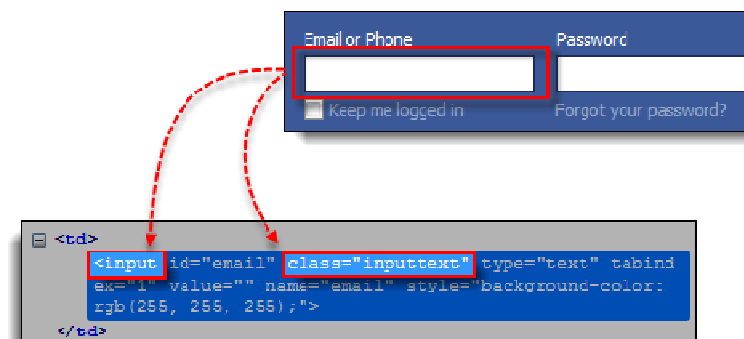 Email or Phone Password
Keep me logged in Forgot your password?
<td>
<input id="email" class="inputtext" type="text" tabind
ex="1" value="" name="email" style="background-color:
rgb(255, 255, 255);">
</td>